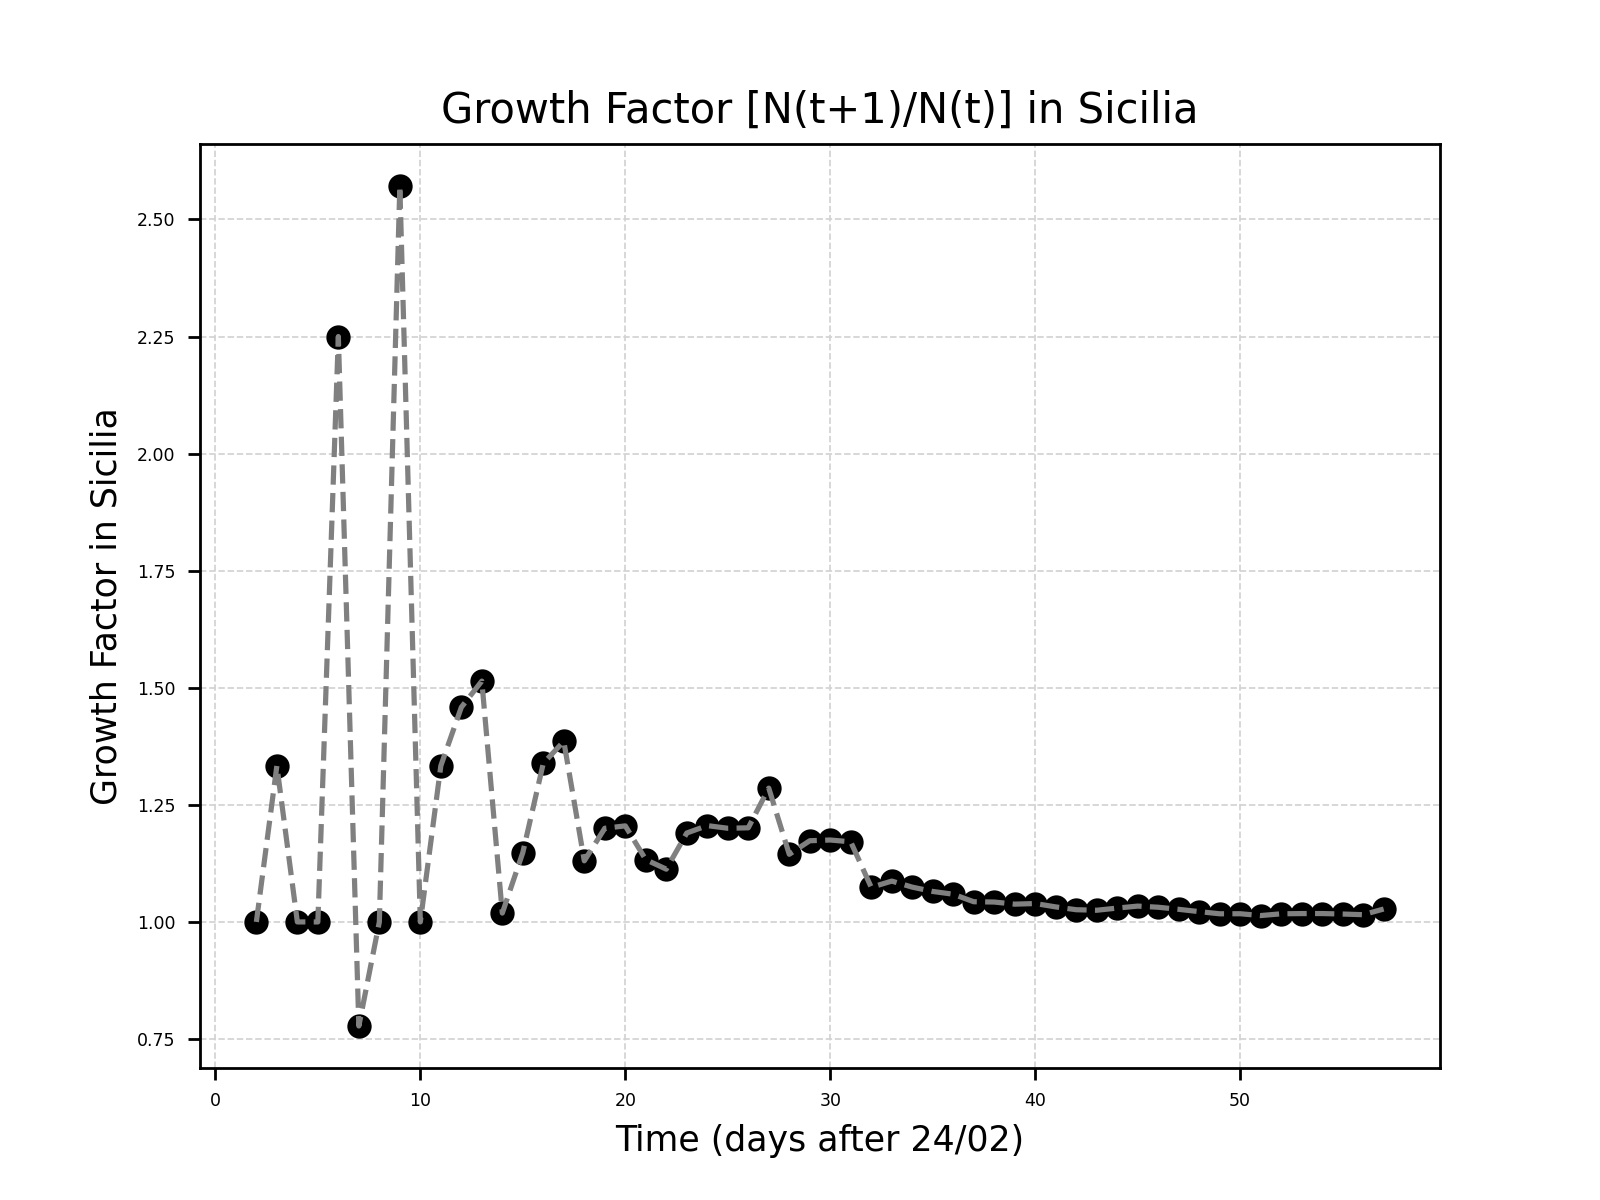 Growth Factor [N(t+1)/N(t)] in Sicilia
Growth Factor in Sicilia
2.50
2.25
2.00
1.75
1.50
1.25
1.00
0.75
0 10 20 30 40 50
Time (days after 24/02)